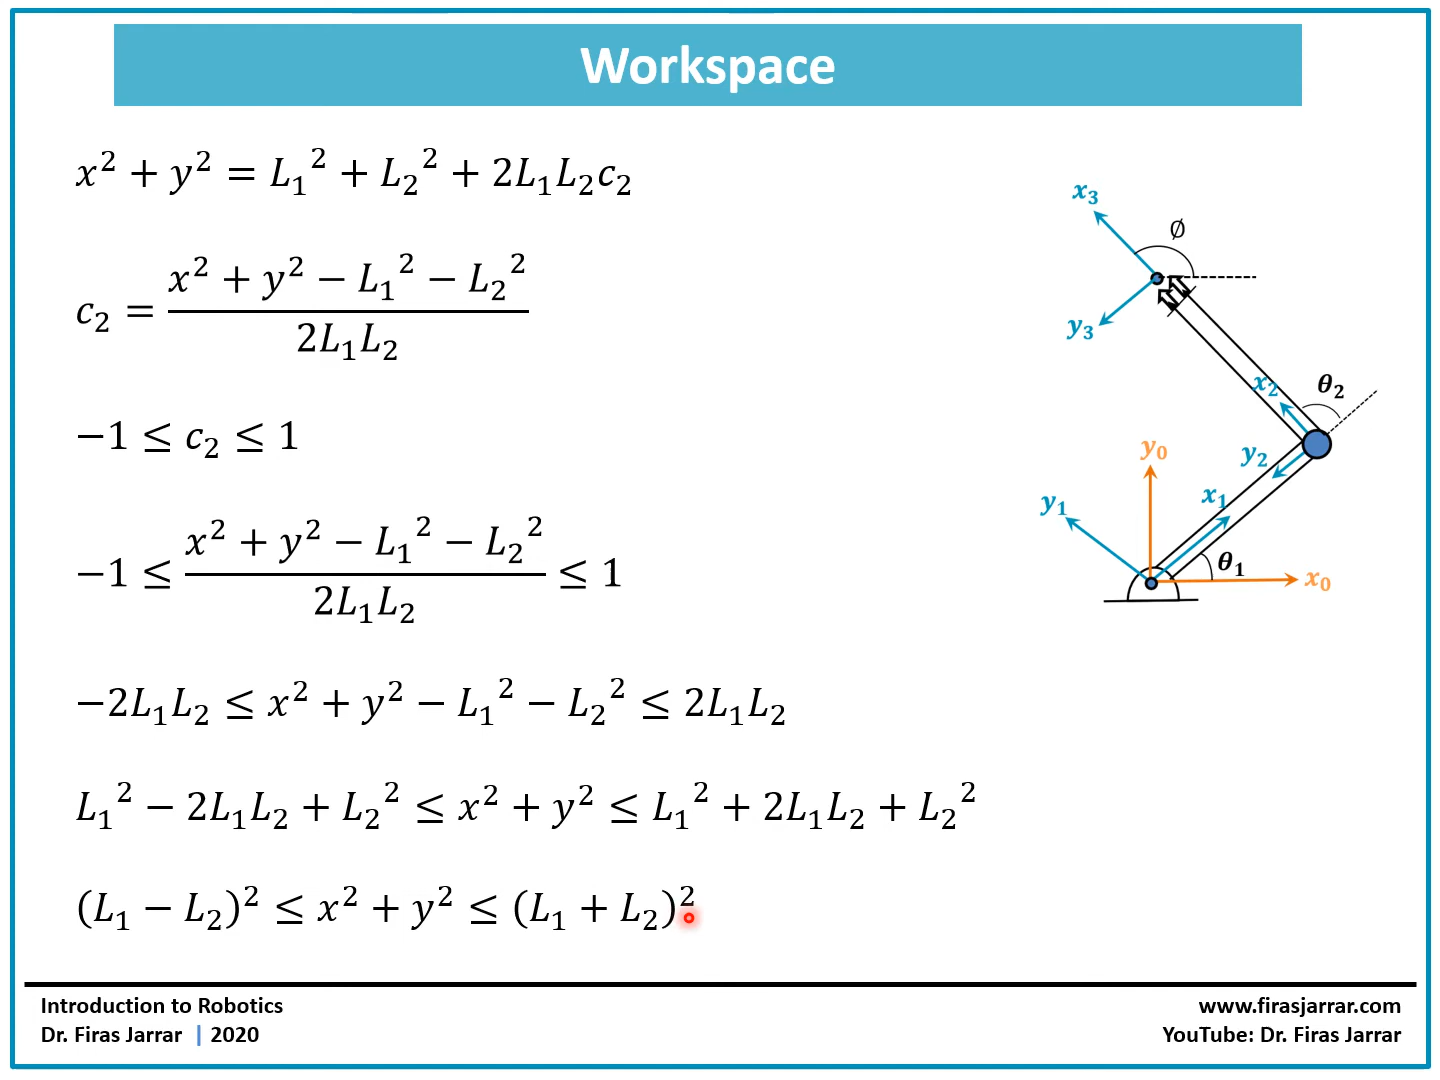 Workspace
x² + y² = L₁² + L₂² + 2L₁L₂c₂
c₂ = (x² + y² − L₁² − L₂²) / (2L₁L₂)
−1 ≤ c₂ ≤ 1
−1 ≤ (x² + y² − L₁² − L₂²) / (2L₁L₂) ≤ 1
−2L₁L₂ ≤ x² + y² − L₁² − L₂² ≤ 2L₁L₂
L₁² − 2L₁L₂ + L₂² ≤ x² + y² ≤ L₁² + 2L₁L₂ + L₂²
(L₁ − L₂)² ≤ x² + y² ≤ (L₁ + L₂)²
x₃
∅
y₃
x₂
θ₂
y₀
y₂
y₁
x₁
θ₁
x₀
Introduction to Robotics
Dr. Firas Jarrar | 2020
www.firasjarrar.com
YouTube: Dr. Firas Jarrar